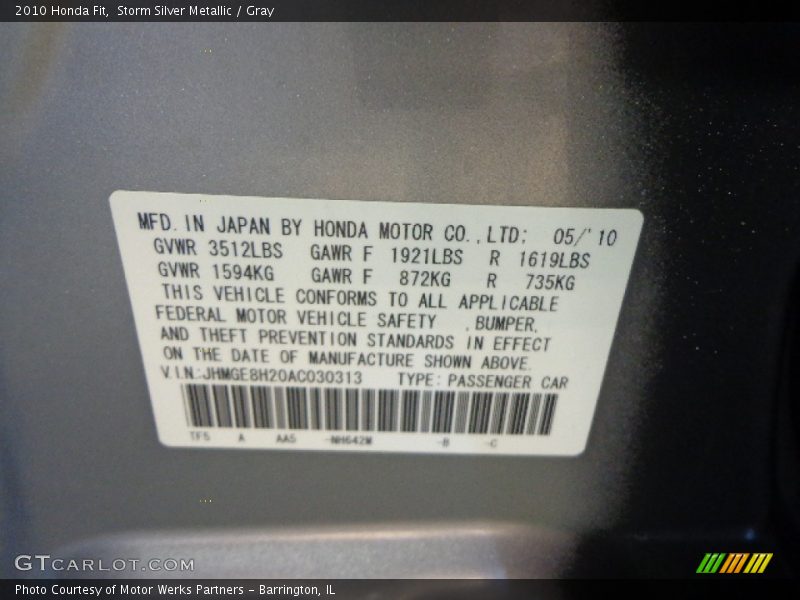 2010 Honda Fit,  Storm Silver Metallic / Gray
MFD. IN JAPAN BY HONDA MOTOR CO., LTD; 05/'10
GVWR 3512LBS GAWR F 1921LBS R 1619LBS
GVWR 1594KG GAWR F 872KG R 735KG
THIS VEHICLE CONFORMS TO ALL APPLICABLE
FEDERAL MOTOR VEHICLE SAFETY , BUMPER,
AND THEFT PREVENTION STANDARDS IN EFFECT
ON THE DATE OF MANUFACTURE SHOWN ABOVE.
V.I.N.:JHMGE8H20AC030313 TYPE: PASSENGER CAR
TF5 A AA5 -NH642M -B -C
GTCARLOT.COM
Photo Courtesy of Motor Werks Partners - Barrington, IL